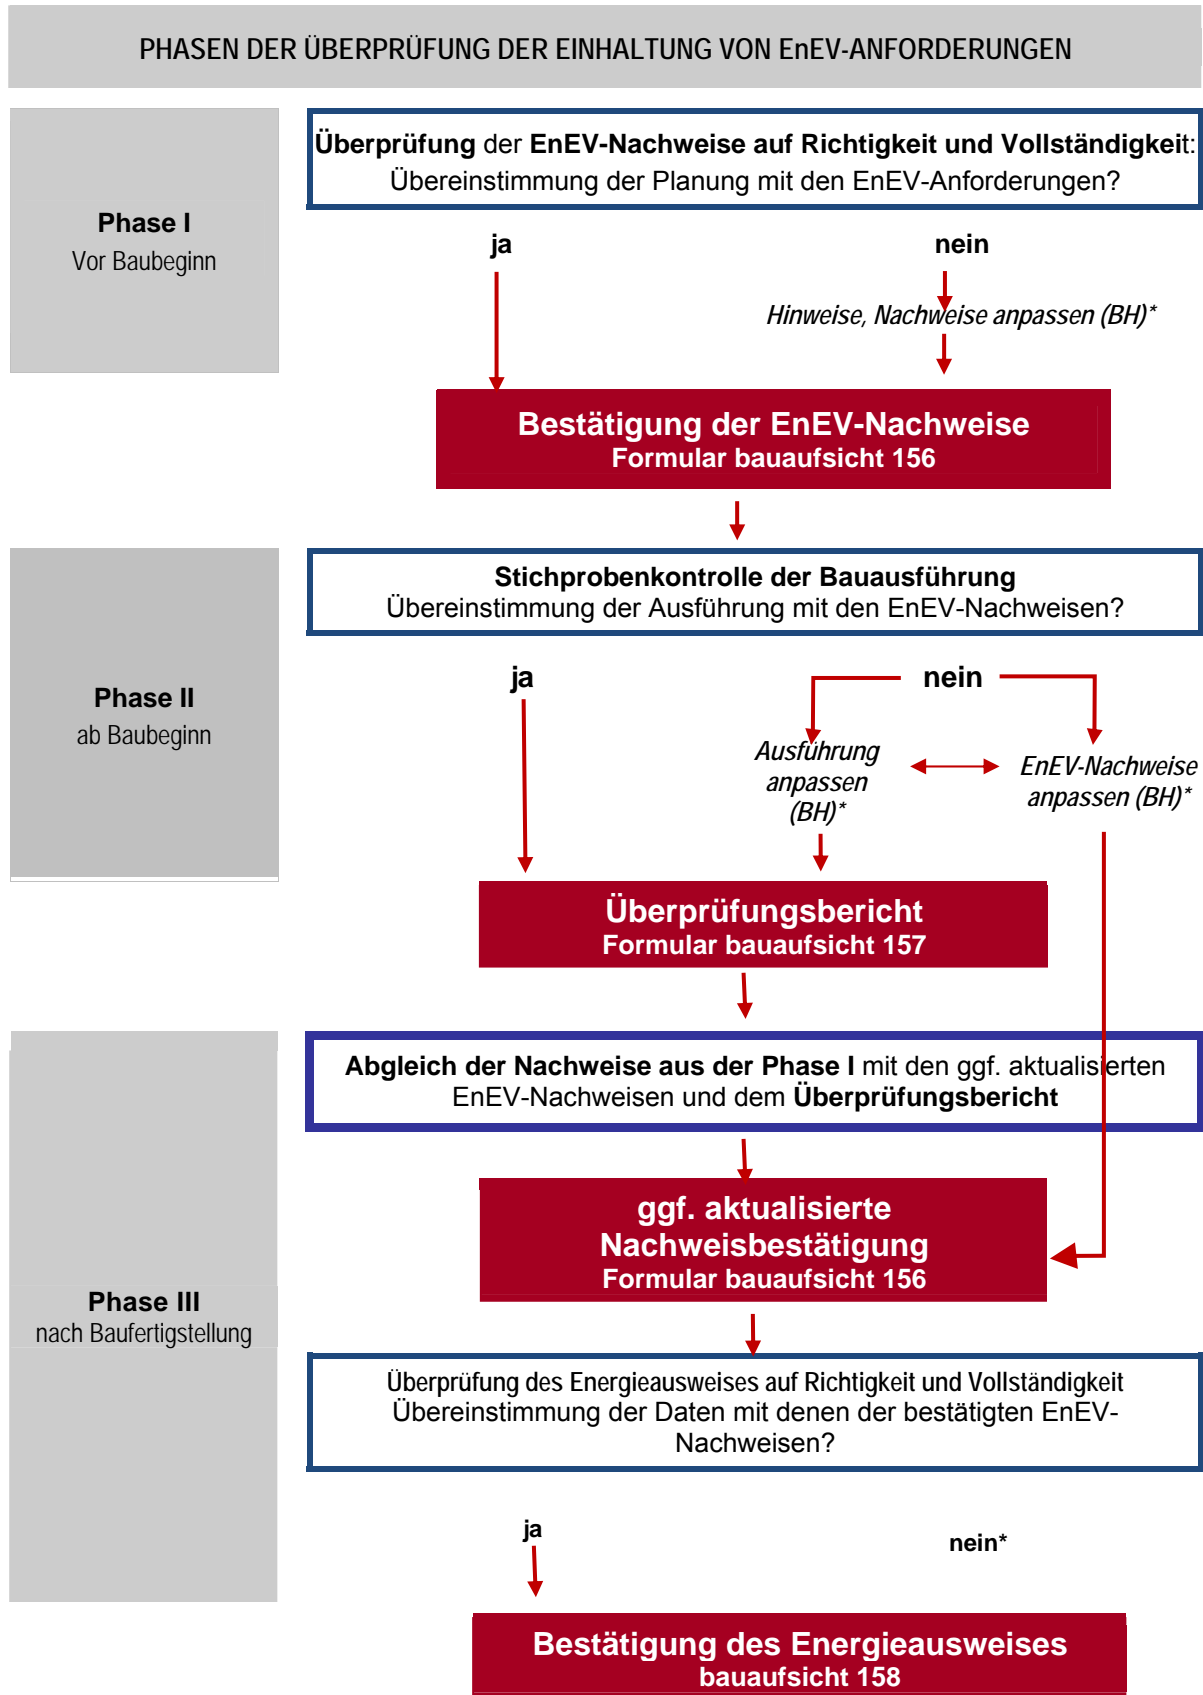 PHASEN DER ÜBERPRÜFUNG DER EINHALTUNG VON EnEV-ANFORDERUNGEN
Phase I
Vor Baubeginn
Überprüfung der EnEV-Nachweise auf Richtigkeit und Vollständigkeit:
Übereinstimmung der Planung mit den EnEV-Anforderungen?
ja
nein
Hinweise, Nachweise anpassen (BH)*
Bestätigung der EnEV-Nachweise
Formular bauaufsicht 156
Phase II
ab Baubeginn
Stichprobenkontrolle der Bauausführung
Übereinstimmung der Ausführung mit den EnEV-Nachweisen?
ja
nein
Ausführung
anpassen
(BH)*
EnEV-Nachweise
anpassen (BH)*
Überprüfungsbericht
Formular bauaufsicht 157
Phase III
nach Baufertigstellung
Abgleich der Nachweise aus der Phase I mit den ggf. aktualisierten
EnEV-Nachweisen und dem Überprüfungsbericht
ggf. aktualisierte
Nachweisbestätigung
Formular bauaufsicht 156
Überprüfung des Energieausweises auf Richtigkeit und Vollständigkeit
Übereinstimmung der Daten mit denen der bestätigten EnEV-
Nachweisen?
ja
nein*
Bestätigung des Energieausweises
bauaufsicht 158